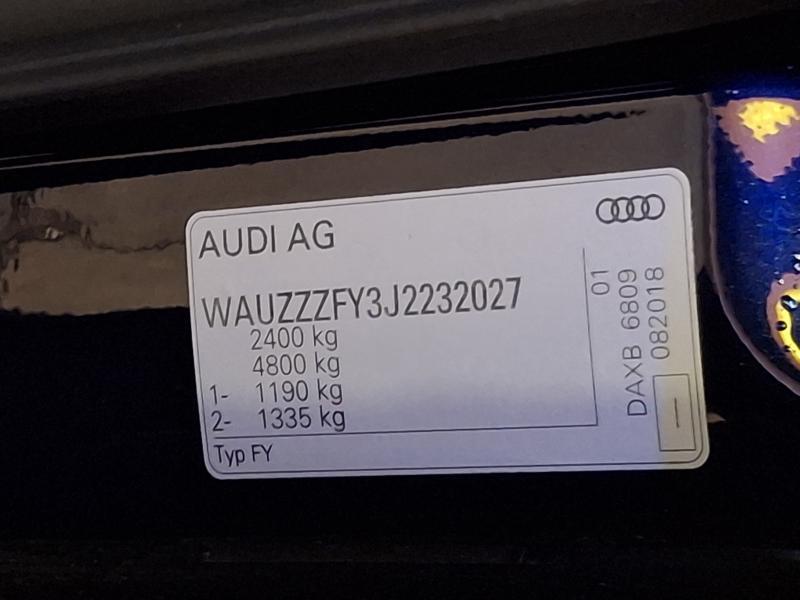 AUDI AG
WAUZZZFY3J2232027
2400 kg
4800 kg
1- 1190 kg
2- 1335 kg
Typ FY
01
DAXB 6809
082018